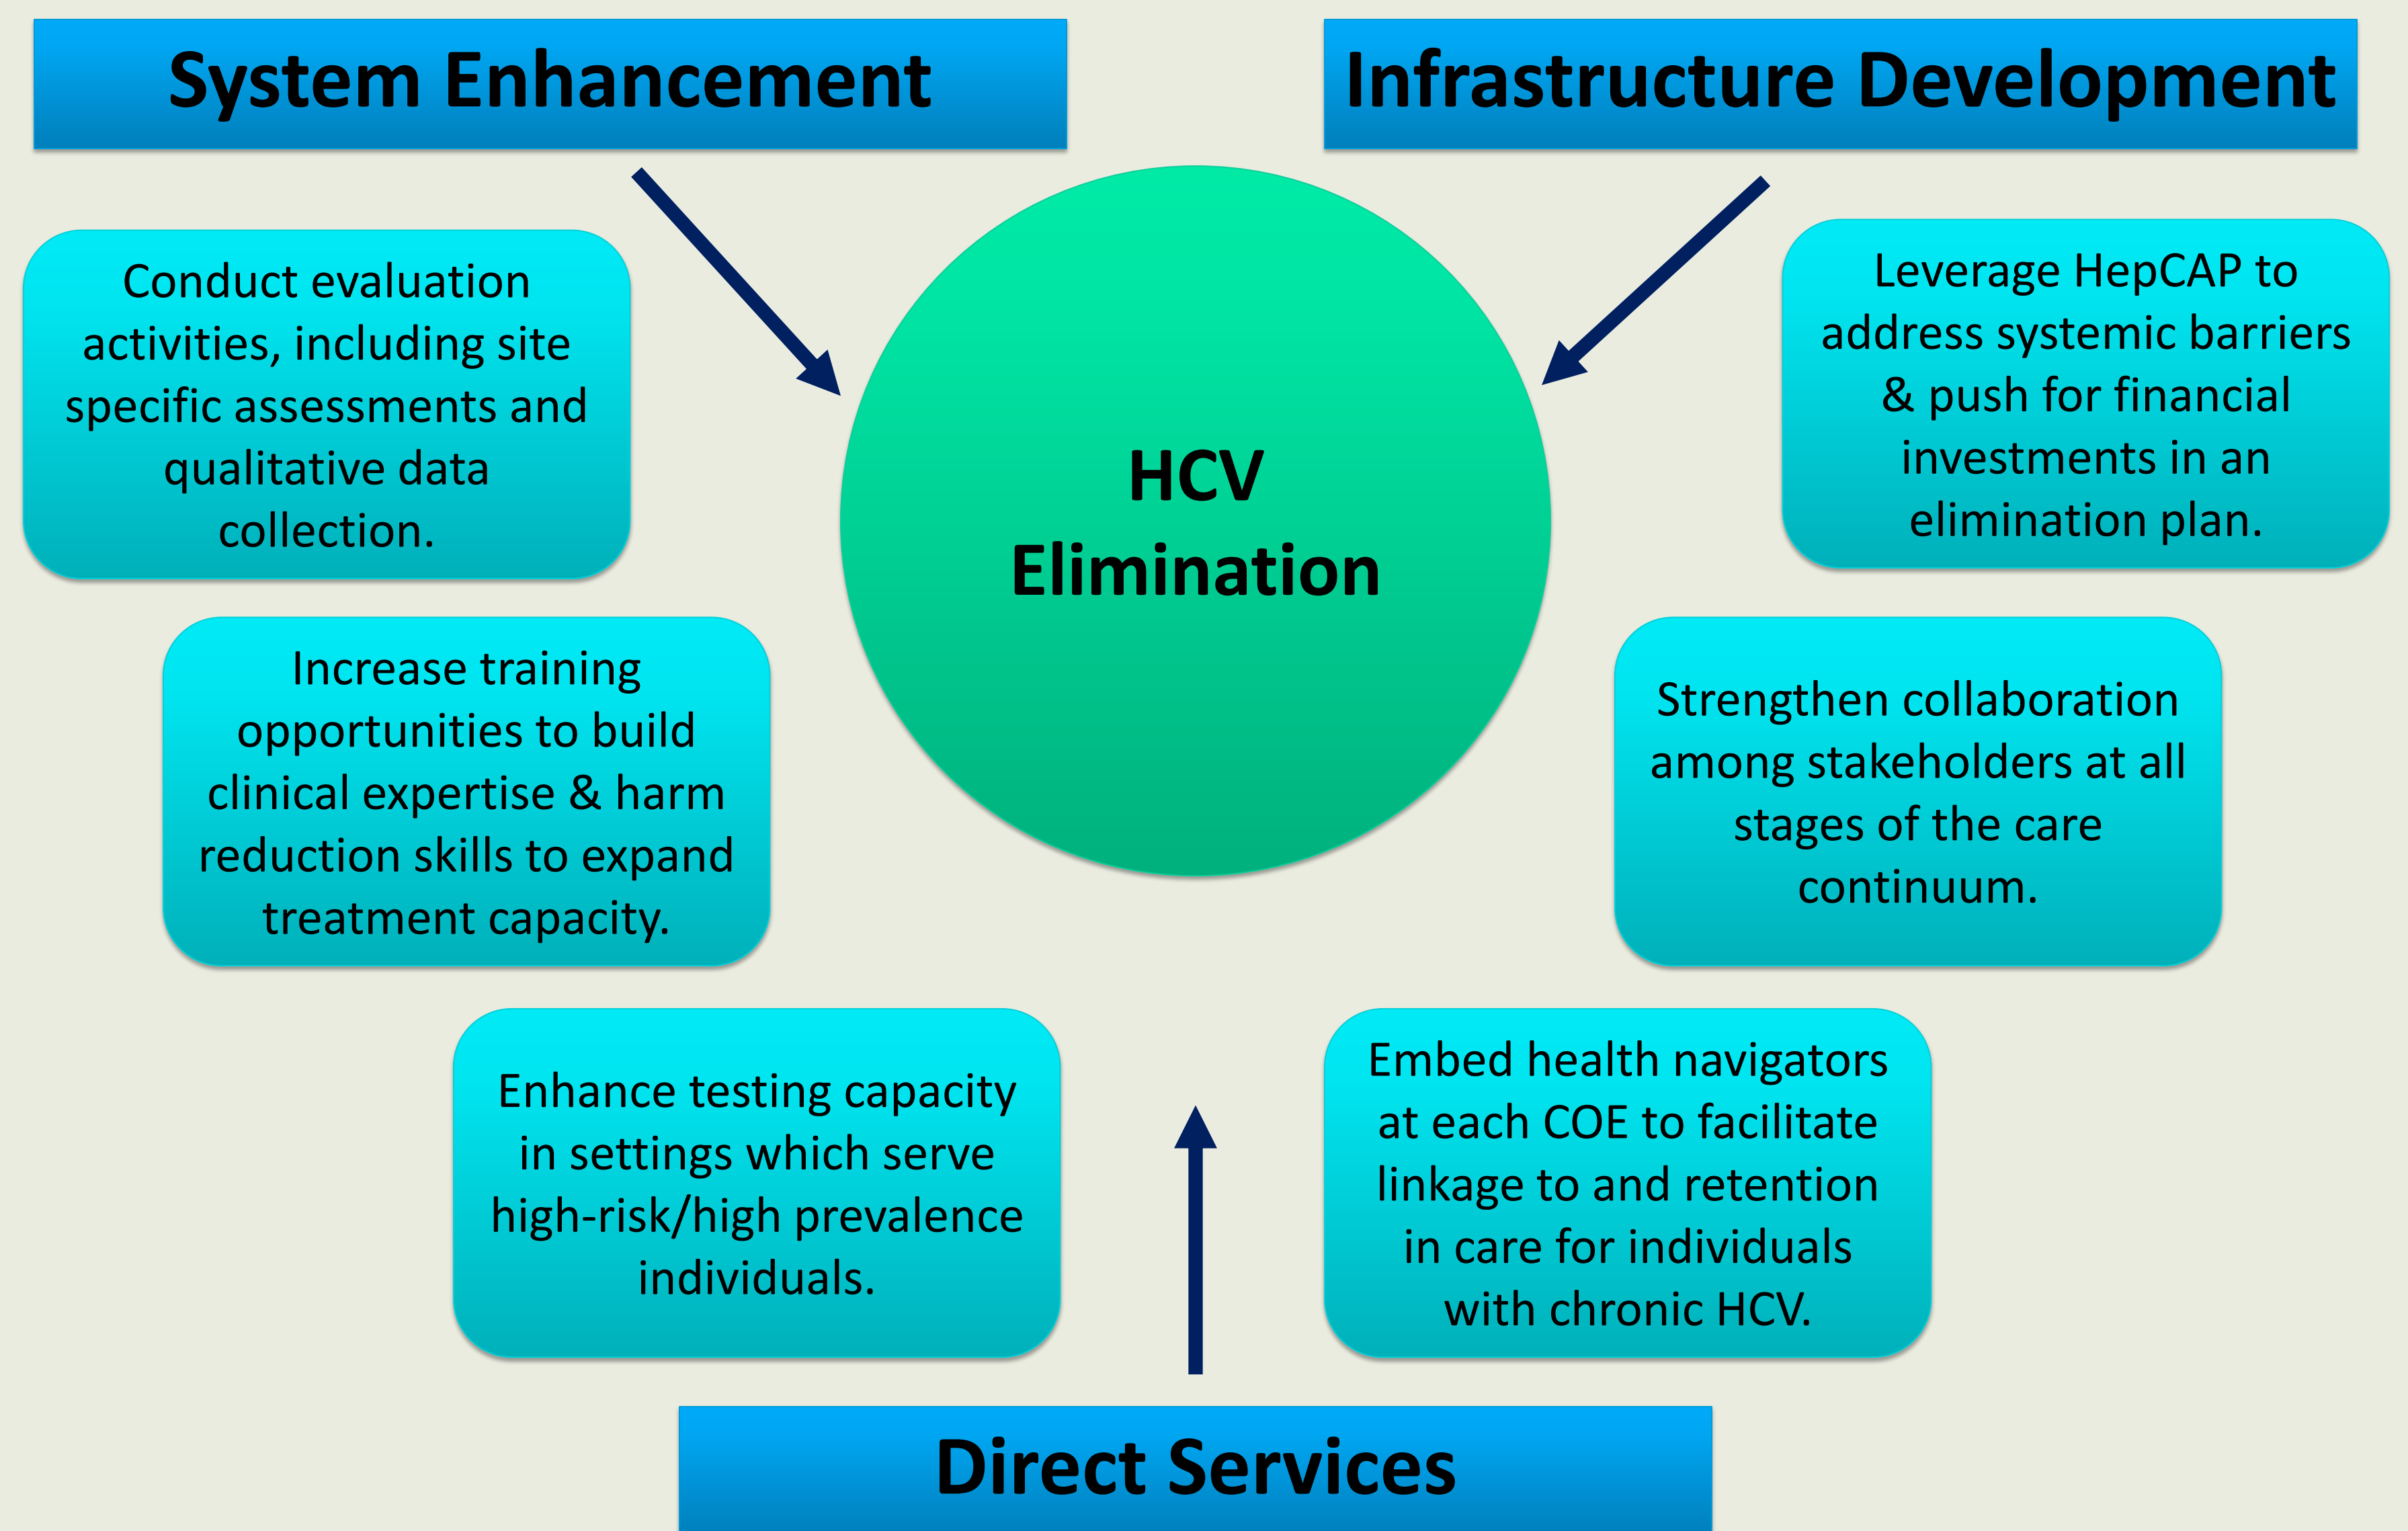 System Enhancement
Infrastructure Development
Conduct evaluation
activities, including site
specific assessments and
qualitative data
collection.
Increase training
opportunities to build
clinical expertise & harm
reduction skills to expand
treatment capacity.
HCV
Elimination
Leverage HepCAP to
address systemic barriers
& push for financial
investments in an
elimination plan.
Strengthen collaboration
among stakeholders at all
stages of the care
continuum.
Enhance testing capacity
in settings which serve
high-risk/high prevalence
individuals.
Embed health navigators
at each COE to facilitate
linkage to and retention
in care for individuals
with chronic HCV.
Direct Services